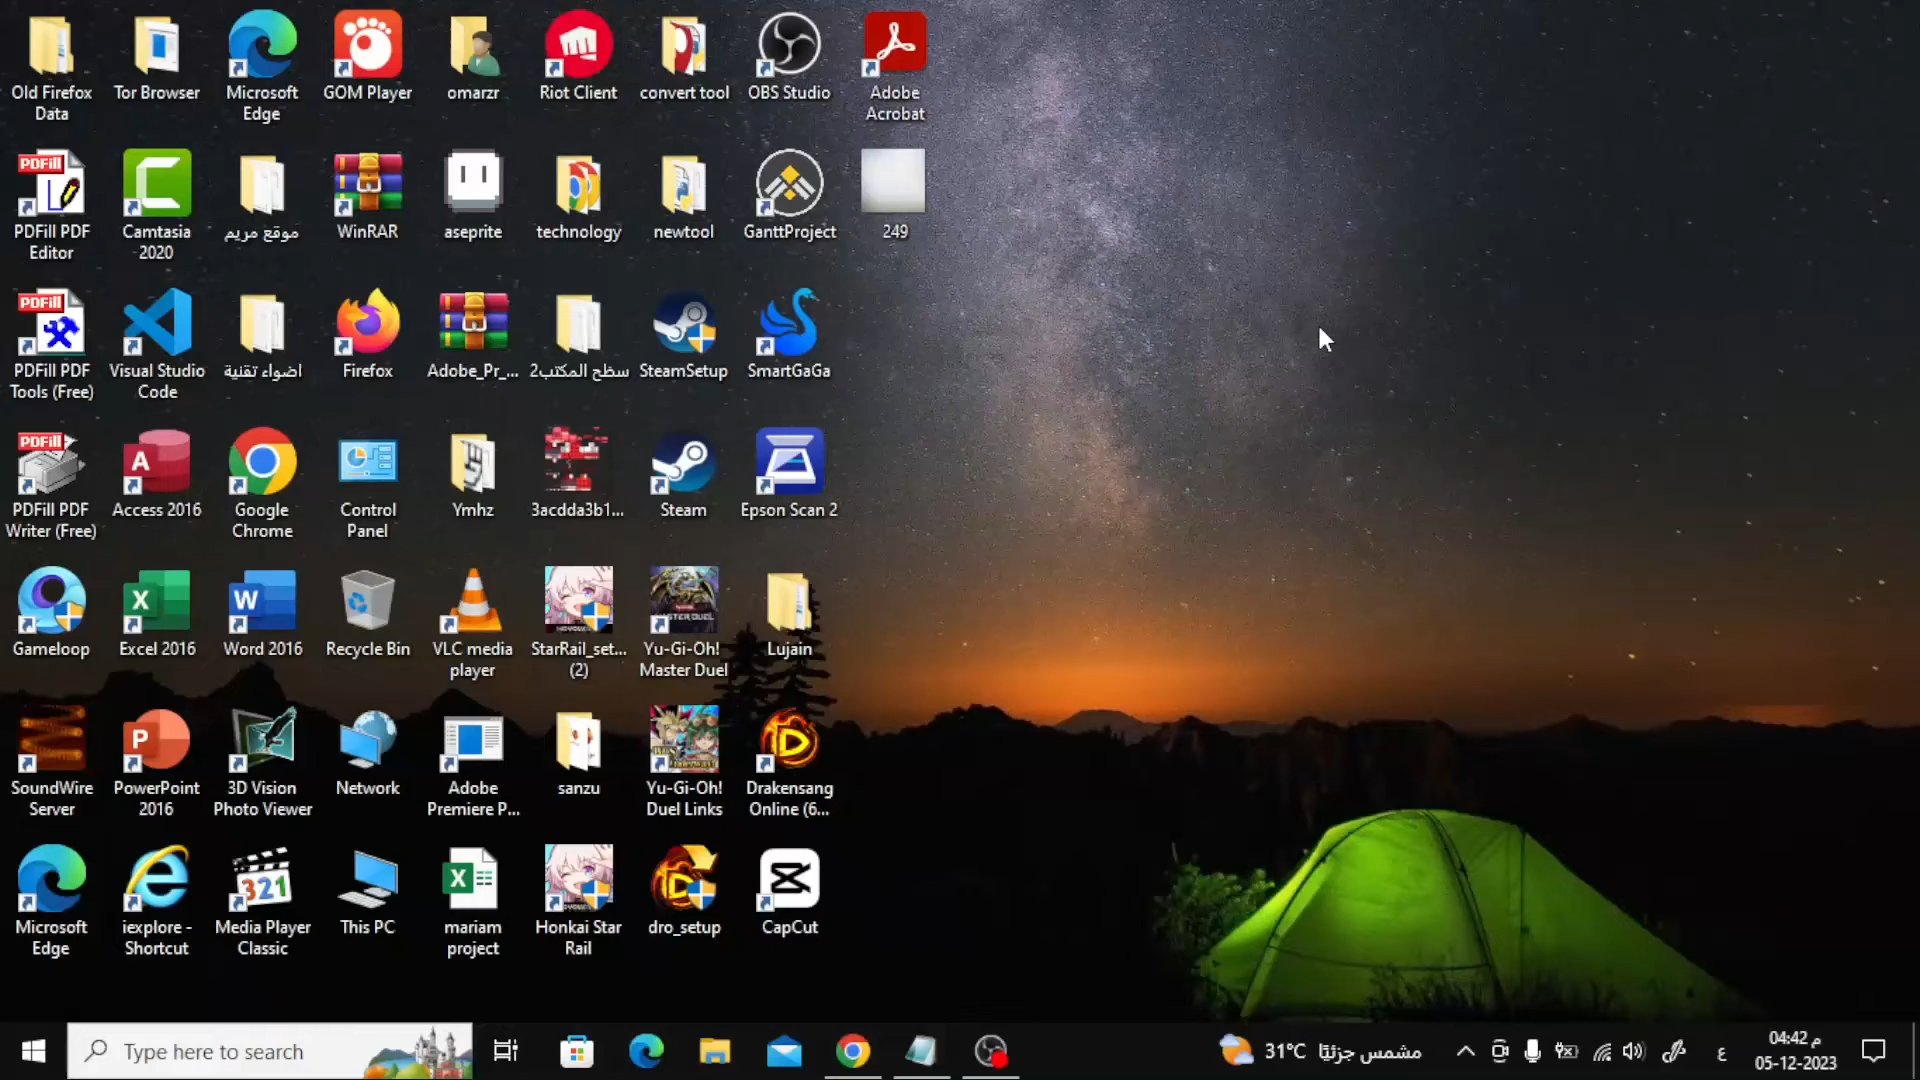 Old Firefox Data
Tor Browser
Microsoft Edge
GOM Player
omarzr
Riot Client
convert tool
OBS Studio
Adobe Acrobat
PDFill PDF Editor
Camtasia 2020
موقع مريم
WinRAR
aseprite
technology
newtool
GanttProject
249
PDFill PDF Tools (Free)
Visual Studio Code
اضواء تقنية
Firefox
Adobe_Pr_...
سطح المكتب2
SteamSetup
SmartGaGa
PDFill PDF Writer (Free)
Access 2016
Google Chrome
Control Panel
Ymhz
3acdda3b1...
Steam
Epson Scan 2
Gameloop
Excel 2016
Word 2016
Recycle Bin
VLC media player
StarRail_set... (2)
Yu-Gi-Oh! Master Duel
Lujain
SoundWire Server
PowerPoint 2016
3D Vision Photo Viewer
Network
Adobe Premiere P...
sanzu
Yu-Gi-Oh! Duel Links
Drakensang Online (6...
Microsoft Edge
iexplore - Shortcut
Media Player Classic
This PC
mariam project
Honkai Star Rail
dro_setup
CapCut
Type here to search
31°C مشمس جزئيًا
ع
04:42 م
05-12-2023